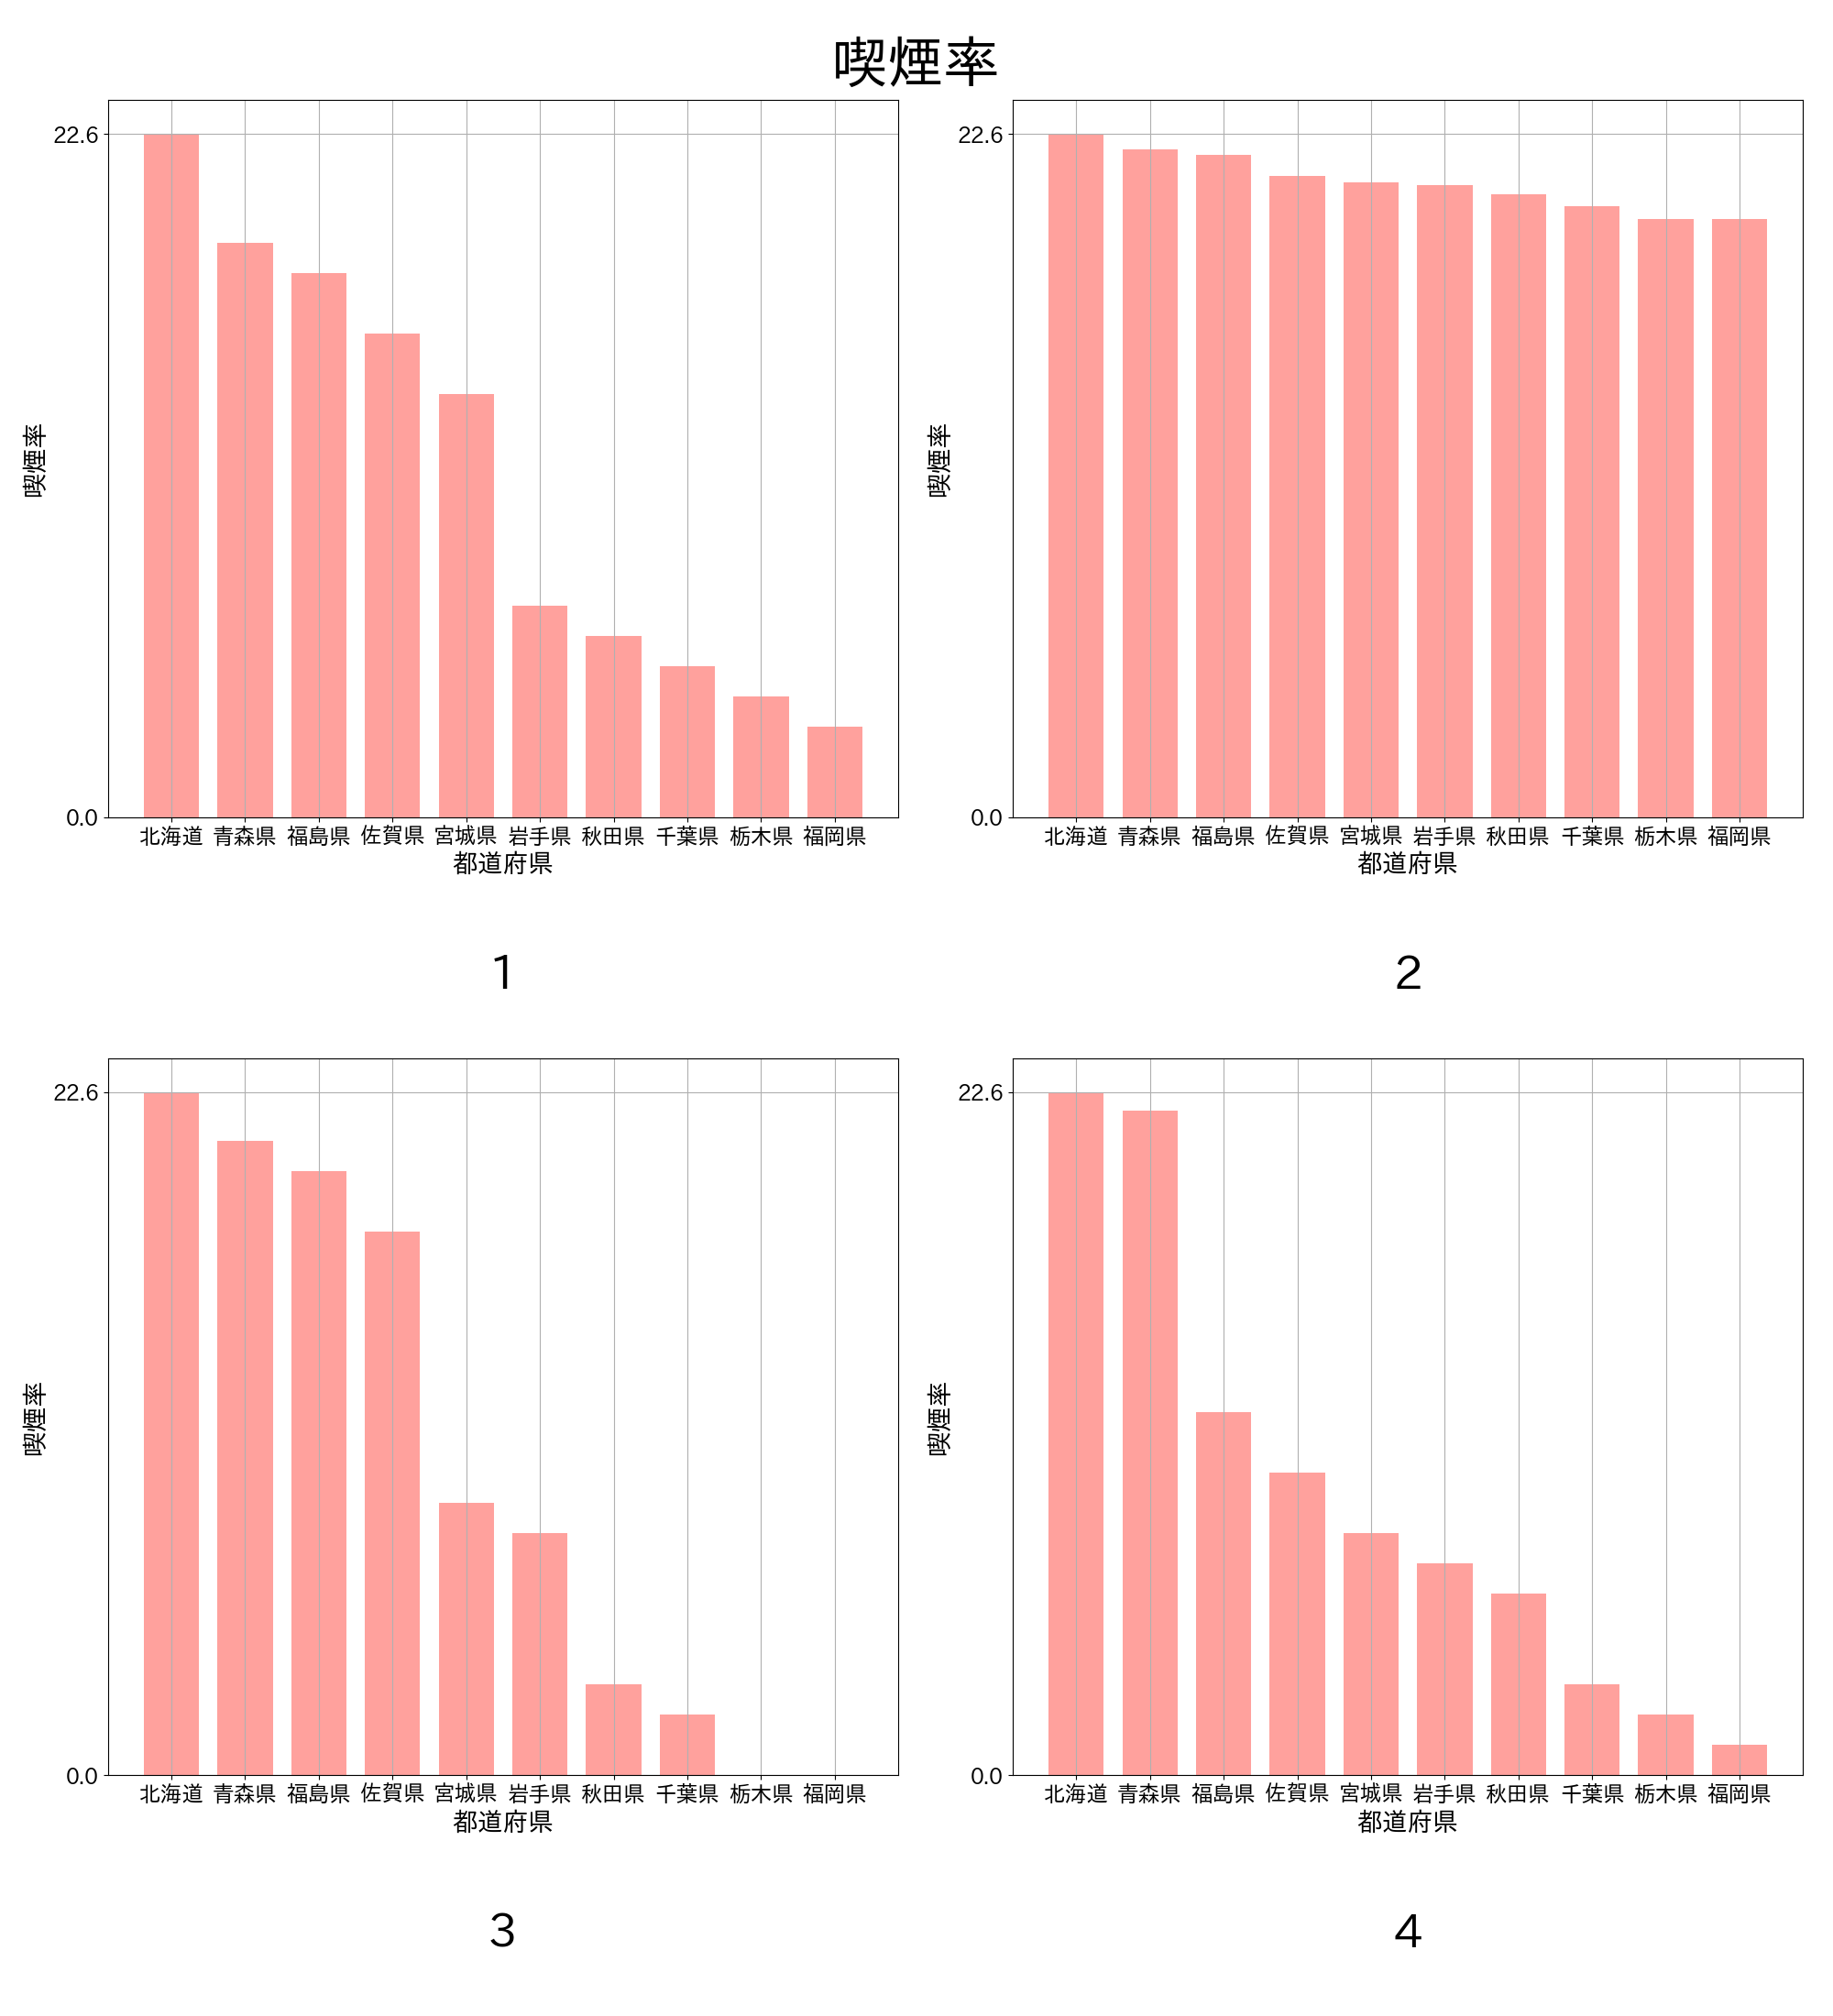 喫煙率
22.6
0.0
喫煙率
北海道 青森県 福島県 佐賀県 宮城県 岩手県 秋田県 千葉県 栃木県 福岡県
都道府県
1
22.6
0.0
喫煙率
北海道 青森県 福島県 佐賀県 宮城県 岩手県 秋田県 千葉県 栃木県 福岡県
都道府県
2
22.6
0.0
喫煙率
北海道 青森県 福島県 佐賀県 宮城県 岩手県 秋田県 千葉県 栃木県 福岡県
都道府県
3
22.6
0.0
喫煙率
北海道 青森県 福島県 佐賀県 宮城県 岩手県 秋田県 千葉県 栃木県 福岡県
都道府県
4